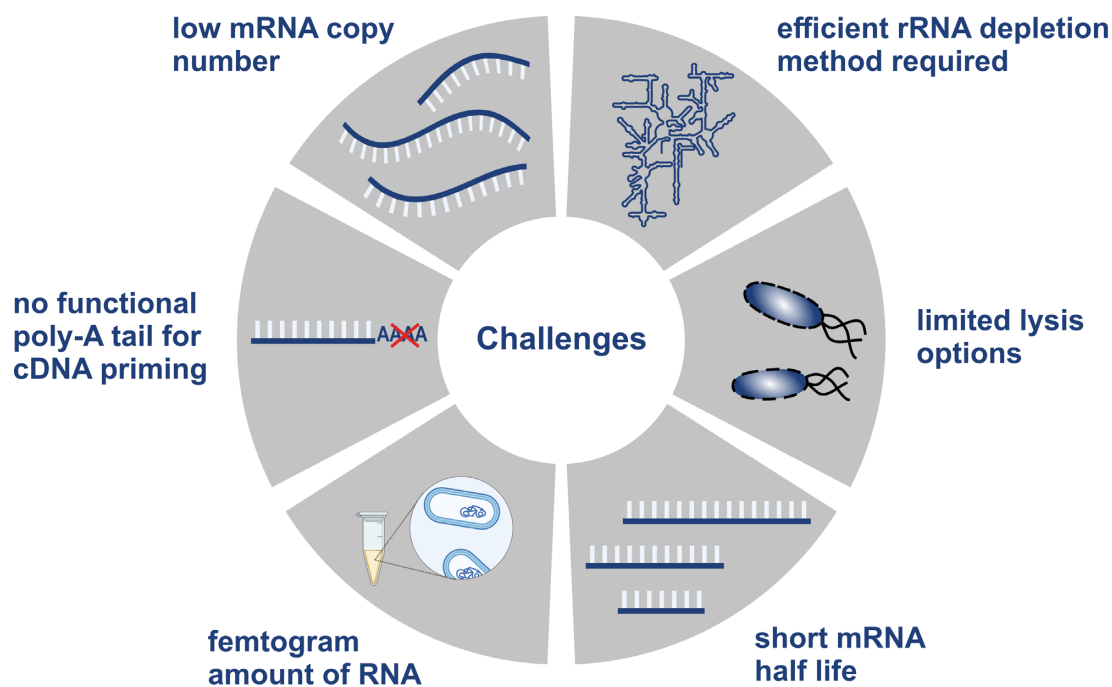 low mRNA copy
number
efficient rRNA depletion
method required
no functional
poly-A tail for
cDNA priming
AAAA
Challenges
limited lysis
options
femtogram
amount of RNA
short mRNA
half life